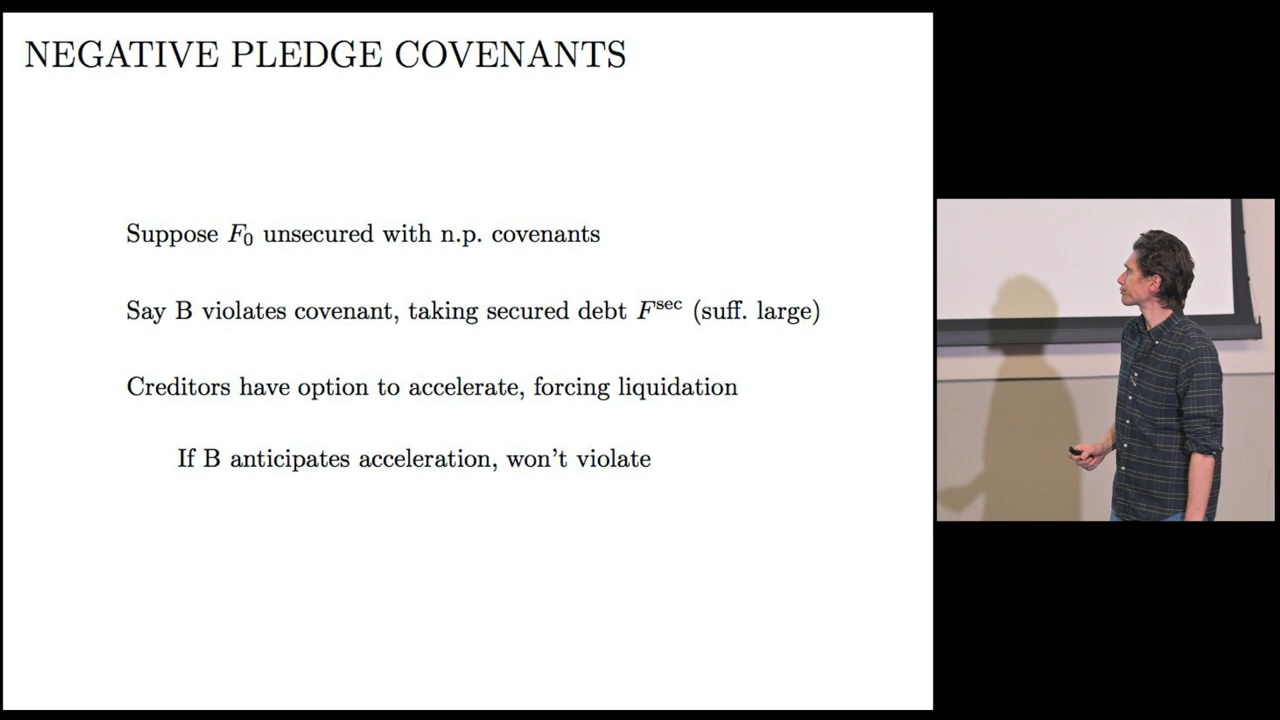 NEGATIVE PLEDGE COVENANTS
Suppose F₀ unsecured with n.p. covenants
Say B violates covenant, taking secured debt Fˢᵉᶜ (suff. large)
Creditors have option to accelerate, forcing liquidation
If B anticipates acceleration, won't violate